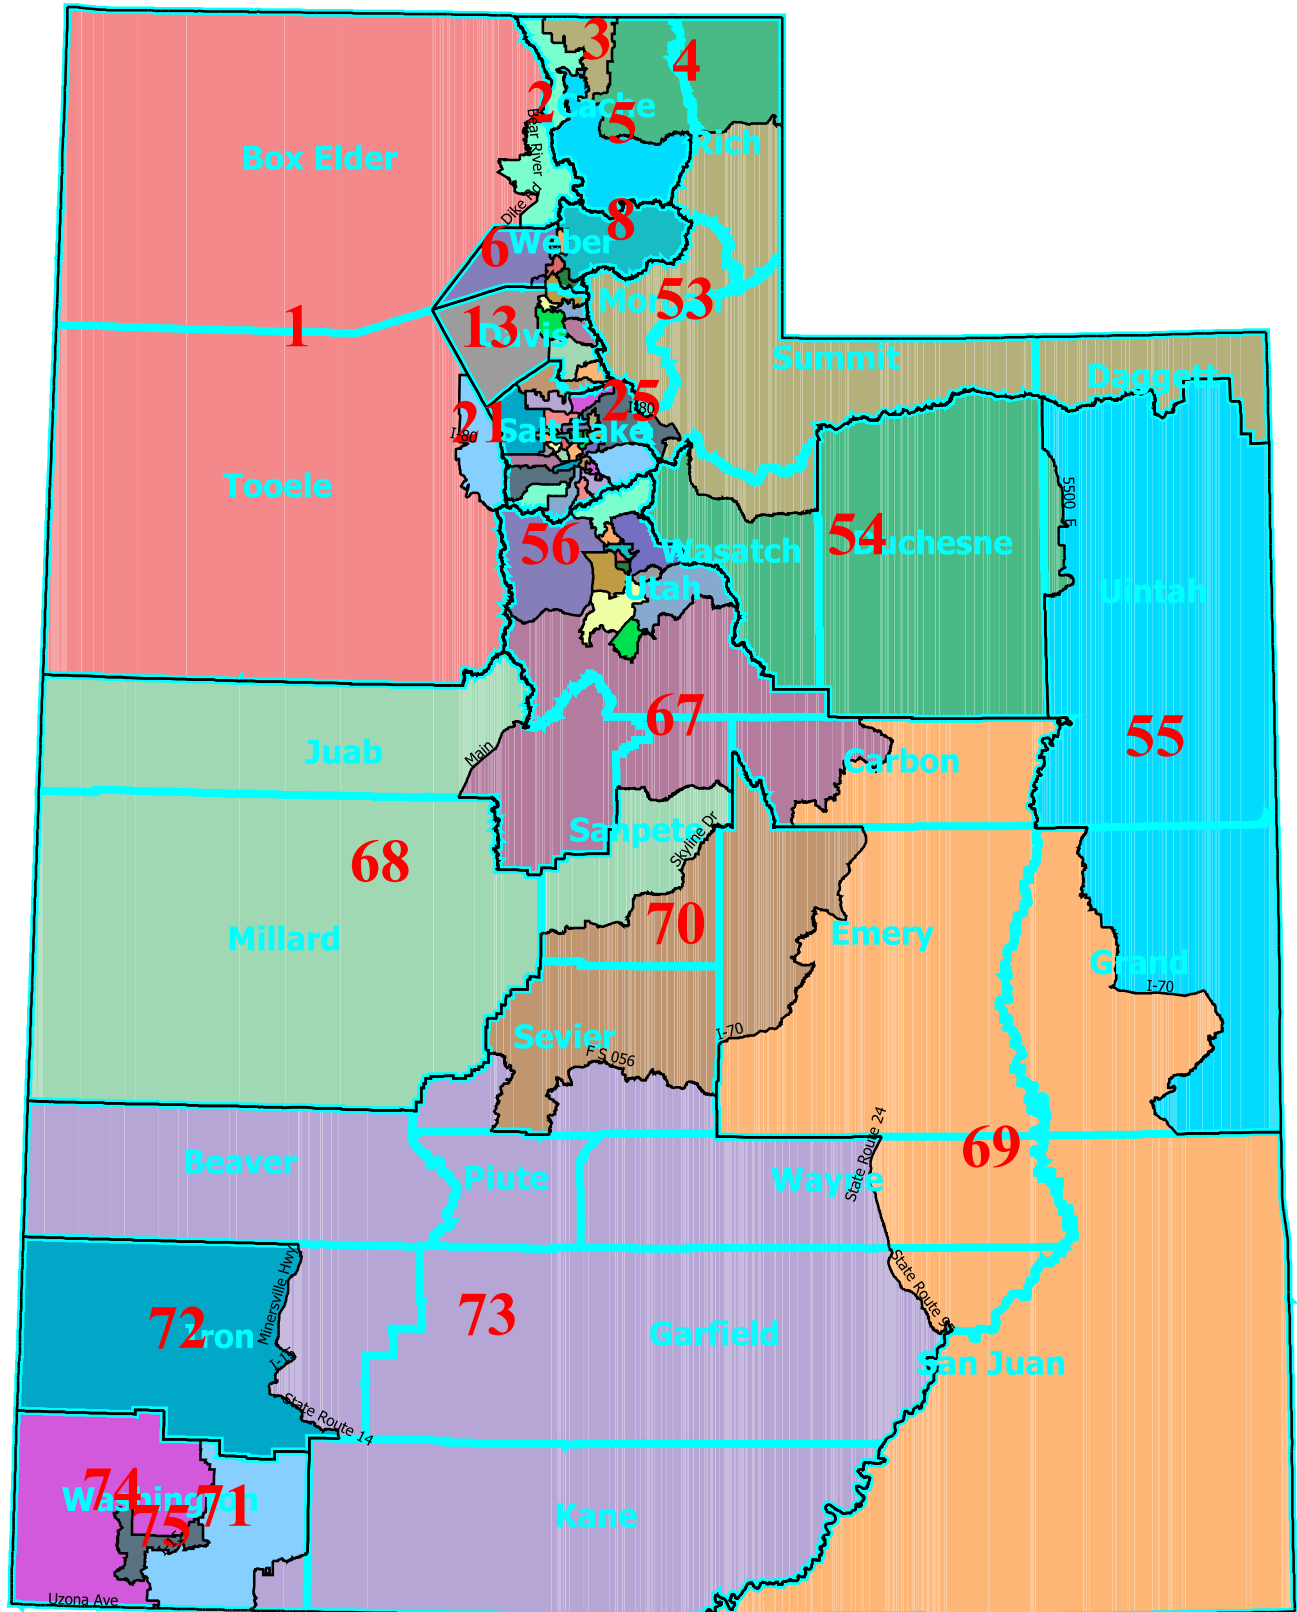 3
4
2
Cache
5
Rich
Bear River
Box Elder
Dike Rd
8
6
Weber
53
Morgan
1
13
Davis
Summit
Daggett
25
I-80
21
I-80
Salt Lake
Tooele
5500 E
56
54
Duchesne
Wasatch
Utah
Uintah
67
55
Main
Juab
Carbon
Sanpete
Skyline Dr
68
70
Millard
Emery
Grand
I-70
I-70
Sevier
F S 056
State Route 24
69
Beaver
Piute
Wayne
Minersville Hwy
State Route 95
72
Iron
73
Garfield
I-15
San Juan
State Route 14
74
Washington
71
75
I-15
Kane
Uzona Ave